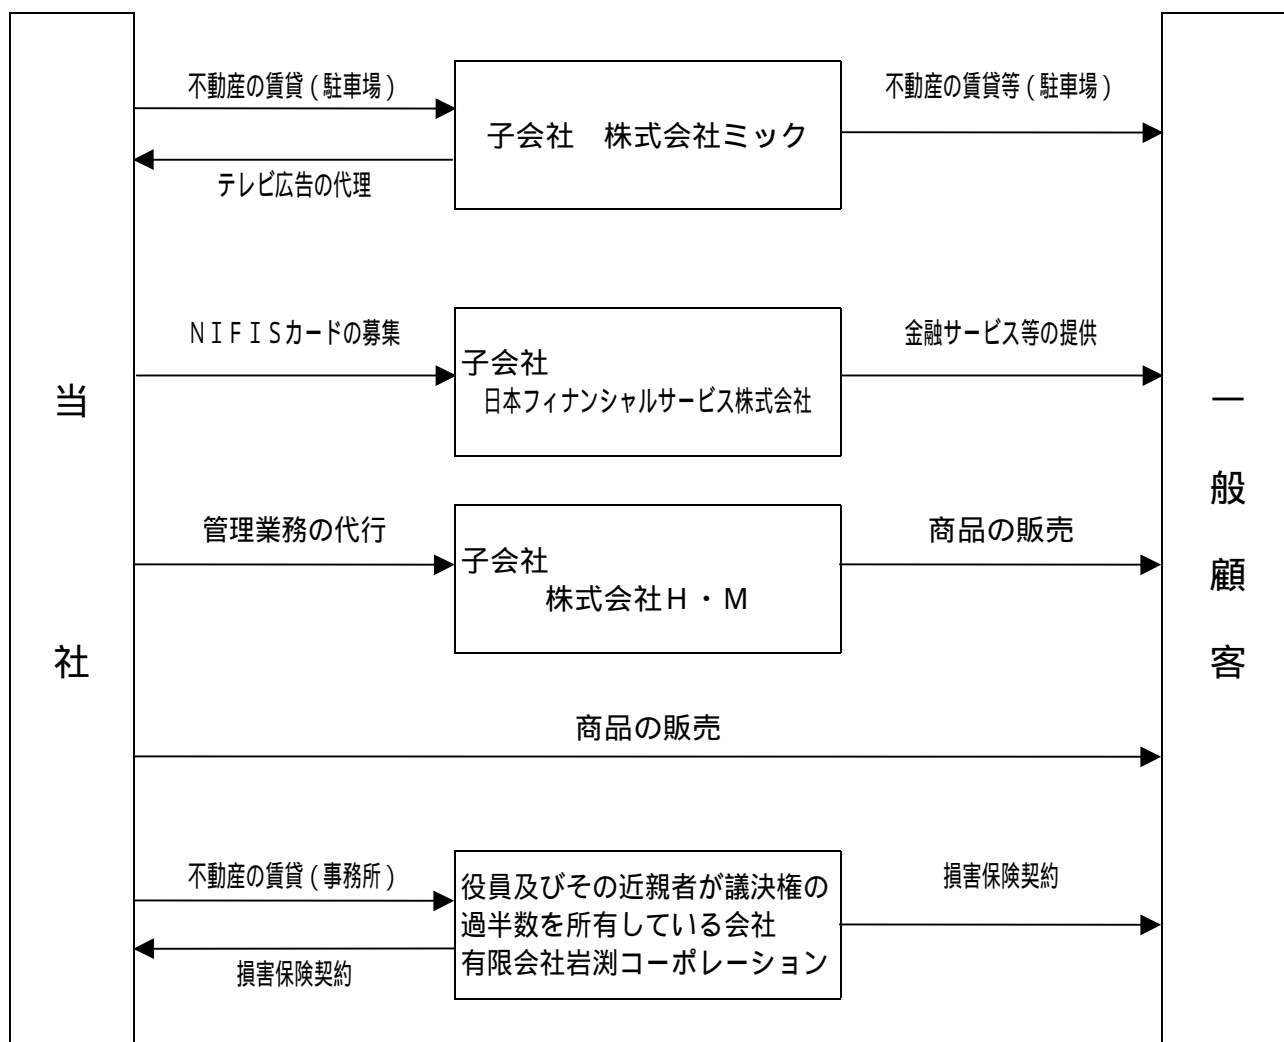 不動産の賃貸（駐車場）
子会社　株式会社ミック
不動産の賃貸等（駐車場）
テレビ広告の代理
ＮＩＦＩＳカードの募集
子会社
日本フィナンシャルサービス株式会社
金融サービス等の提供
当社
一般顧客
管理業務の代行
子会社
株式会社Ｈ・Ｍ
商品の販売
商品の販売
不動産の賃貸（事務所）
役員及びその近親者が議決権の
過半数を所有している会社
有限会社岩渕コーポレーション
損害保険契約
損害保険契約